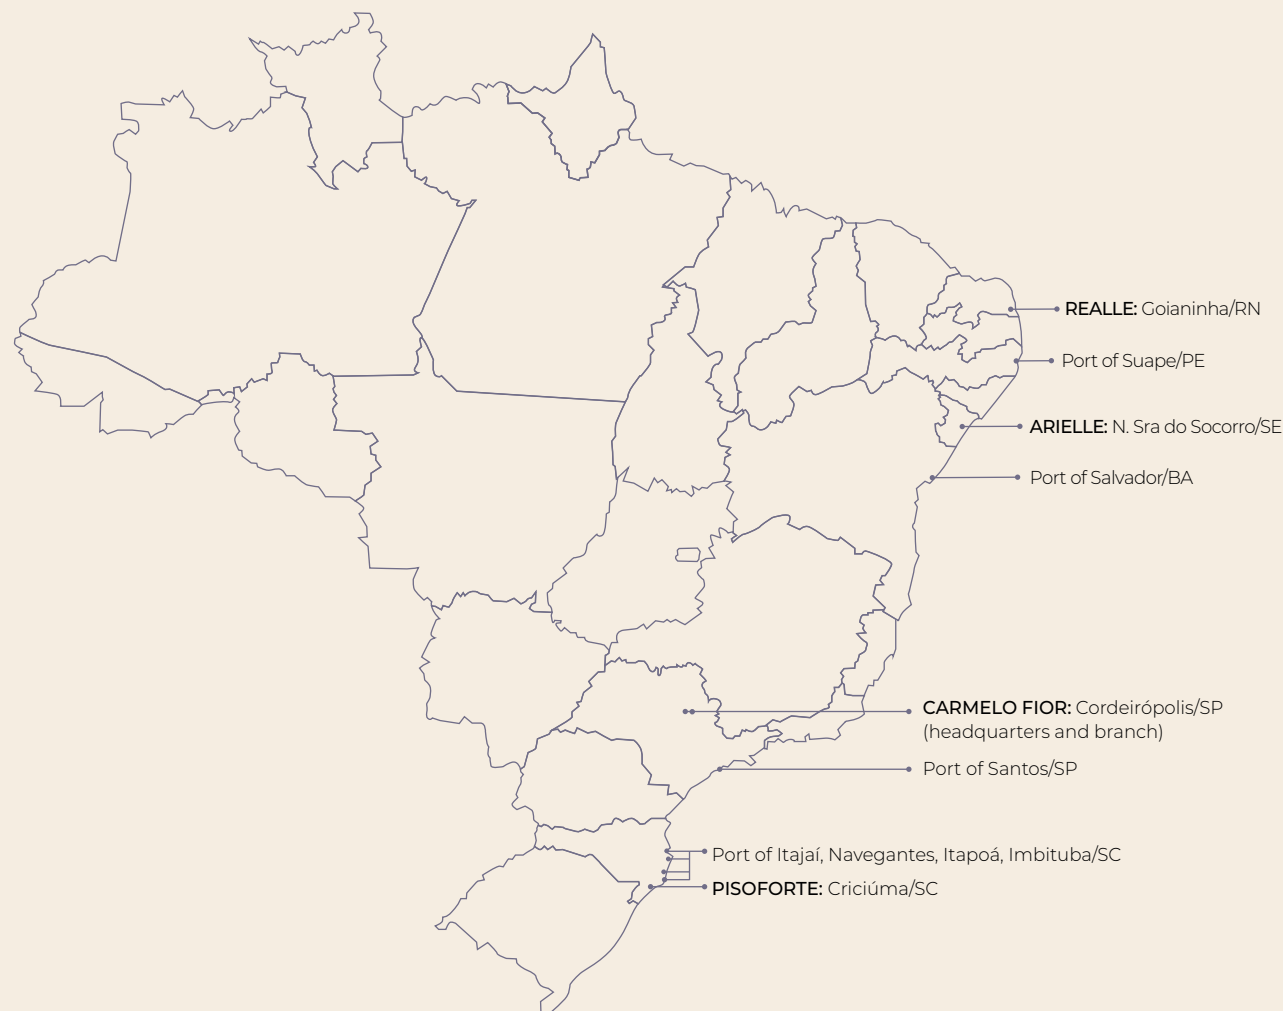 REALLE: Goianinha/RN
Port of Suape/PE
ARIELLE: N. Sra do Socorro/SE
Port of Salvador/BA
CARMELO FIOR: Cordeirópolis/SP
(headquarters and branch)
Port of Santos/SP
Port of Itajaí, Navegantes, Itapoá, Imbituba/SC
PISOFORTE: Criciúma/SC